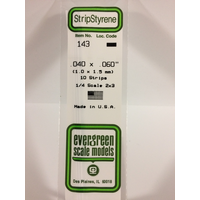 StripStyrene
Item No. Loc. Code
143
.040 x .060"
(1.0 x 1.5 mm)
10 Strips
1/4 Scale 2x3
Made in U.S.A.
evergreen
scale models
Des Plaines, IL 60018